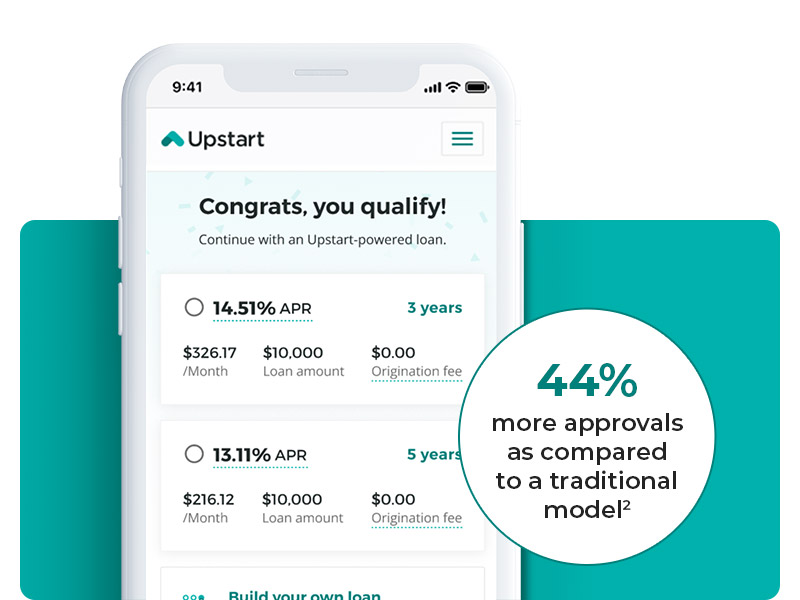 9:41
Upstart
Congrats, you qualify!
Continue with an Upstart-powered loan.
14.51% APR
3 years
$326.17 $10,000 $0.00
/Month Loan amount Origination fee
13.11% APR
5 years
$216.12 $10,000 $0.00
/Month Loan amount Origination fee
Build your own loan
44%
more approvals
as compared
to a traditional
model²